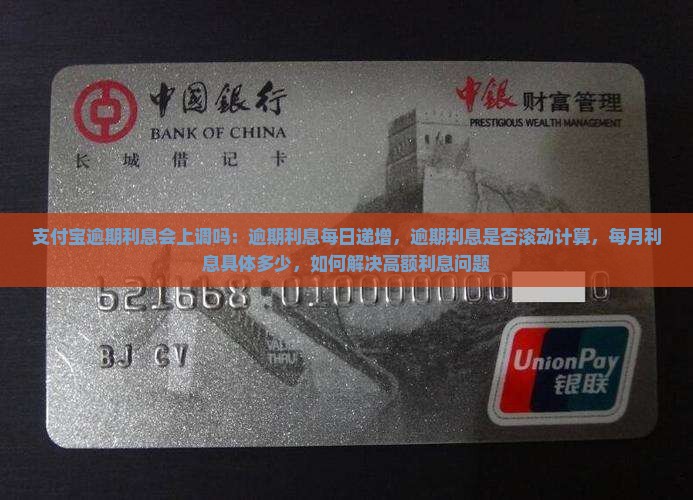 中国银行
BANK OF CHINA
长城借记卡
中银 财富管理
PRESTIGIOUS WEALTH MANAGEMENT
支付宝逾期利息会上调吗：逾期利息每日递增，逾期利息是否滚动计算，每月利
息具体多少，如何解决高额利息问题
BJ CV
VALID
THRU
UnionPay
银联